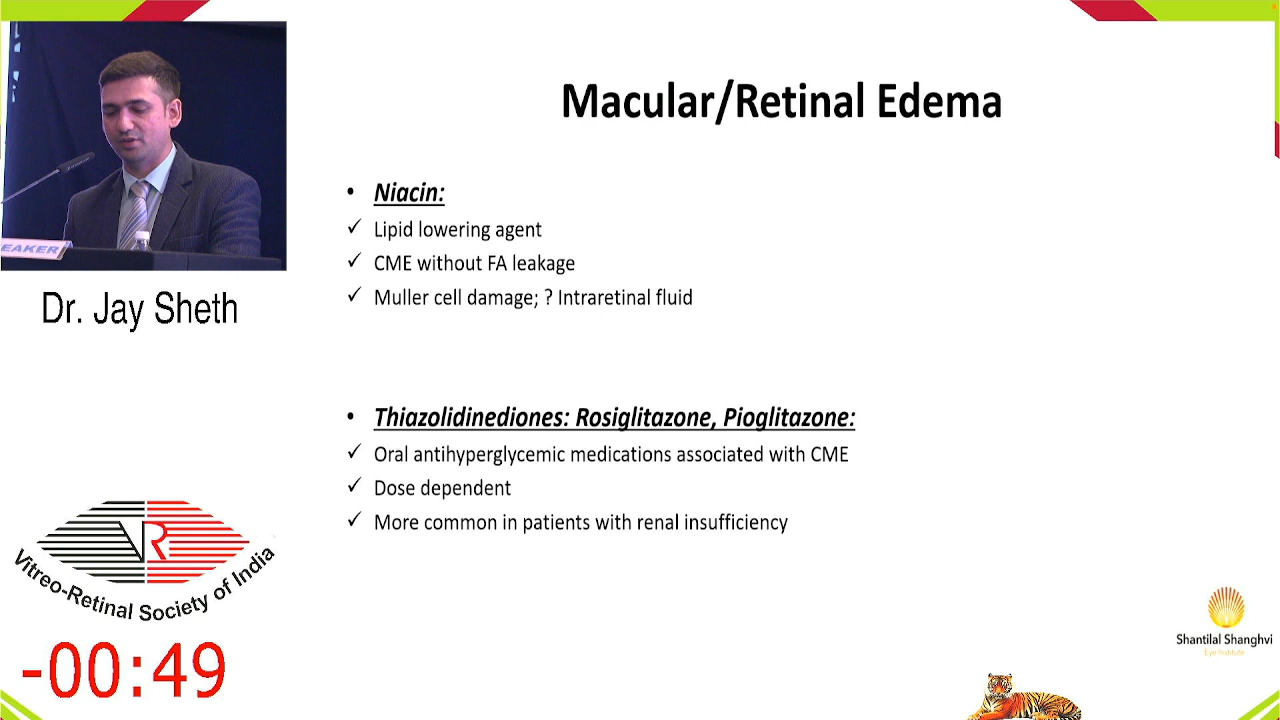 Macular/Retinal Edema
• Niacin:
✓ Lipid lowering agent
✓ CME without FA leakage
✓ Muller cell damage; ? Intraretinal fluid
• Thiazolidinediones: Rosiglitazone, Pioglitazone:
✓ Oral antihyperglycemic medications associated with CME
✓ Dose dependent
✓ More common in patients with renal insufficiency
EAKER
Dr. Jay Sheth
VR
Vitreo-Retinal Society of India
-00:49
Shantilal Shanghvi
Eye Institute